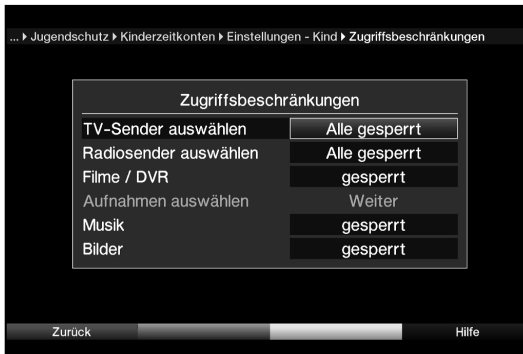 ... ▸ Jugendschutz ▸ Kinderzeitkonten ▸ Einstellungen - Kind ▸ Zugriffsbeschränkungen
Zugriffsbeschränkungen
TV-Sender auswählen Alle gesperrt
Radiosender auswählen Alle gesperrt
Filme / DVR gesperrt
Aufnahmen auswählen Weiter
Musik gesperrt
Bilder gesperrt
Zurück Hilfe